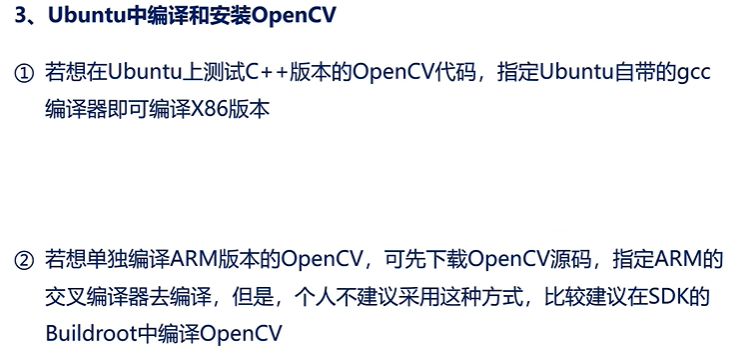 3、Ubuntu中编译和安装OpenCV
① 若想在Ubuntu上测试C++版本的OpenCV代码，指定Ubuntu自带的gcc
编译器即可编译X86版本
② 若想单独编译ARM版本的OpenCV，可先下载OpenCV源码，指定ARM的
交叉编译器去编译，但是，个人不建议采用这种方式，比较建议在SDK的
Buildroot中编译OpenCV